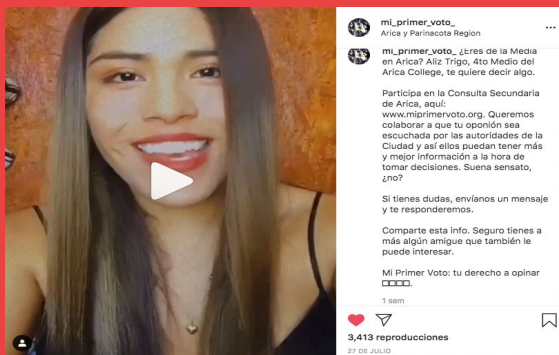 mi_primer_voto_
Arica y Parinacota Region
mi_primer_voto_ ¿Eres de la Media
en Arica? Aliz Trigo, 4to Medio del
Arica College, te quiere decir algo.
Participa en la Consulta Secundaria
de Arica, aquí:
www.miprimervoto.org. Queremos
colaborar a que tu oponión sea
escuchada por las autoridades de la
Ciudad y así ellos puedan tener más
y mejor información a la hora de
tomar decisiones. Suena sensato,
¿no?
Si tienes dudas, envíanos un mensaje
y te responderemos.
Comparte esta info. Seguro tienes a
más algún amigue que también le
puede interesar.
Mi Primer Voto: tu derecho a opinar
□□□□.
1 sem
3,413 reproducciones
27 DE JULIO